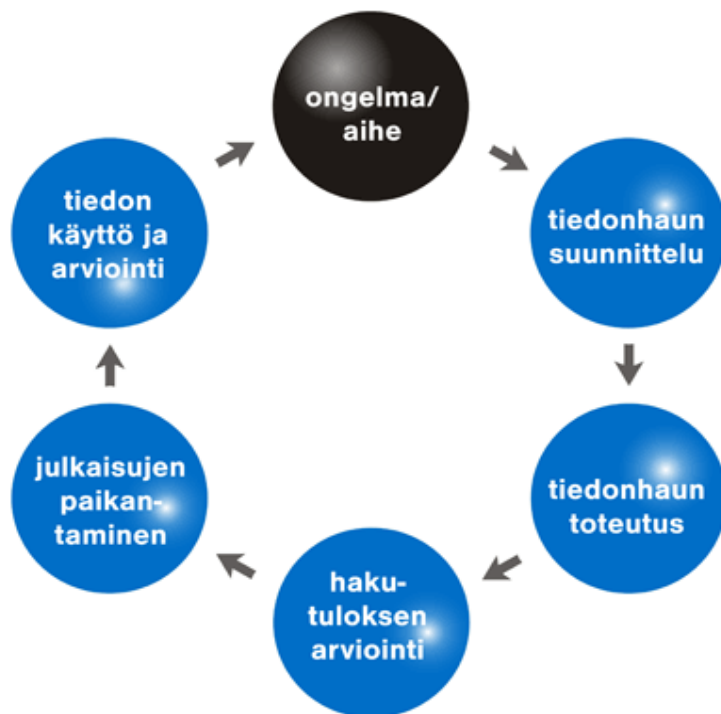 ongelma/
aihe
tiedonhaun
suunnittelu
tiedonhaun
toteutus
haku-
tuloksen
arviointi
julkaisujen
paikan-
taminen
tiedon
käyttö ja
arviointi